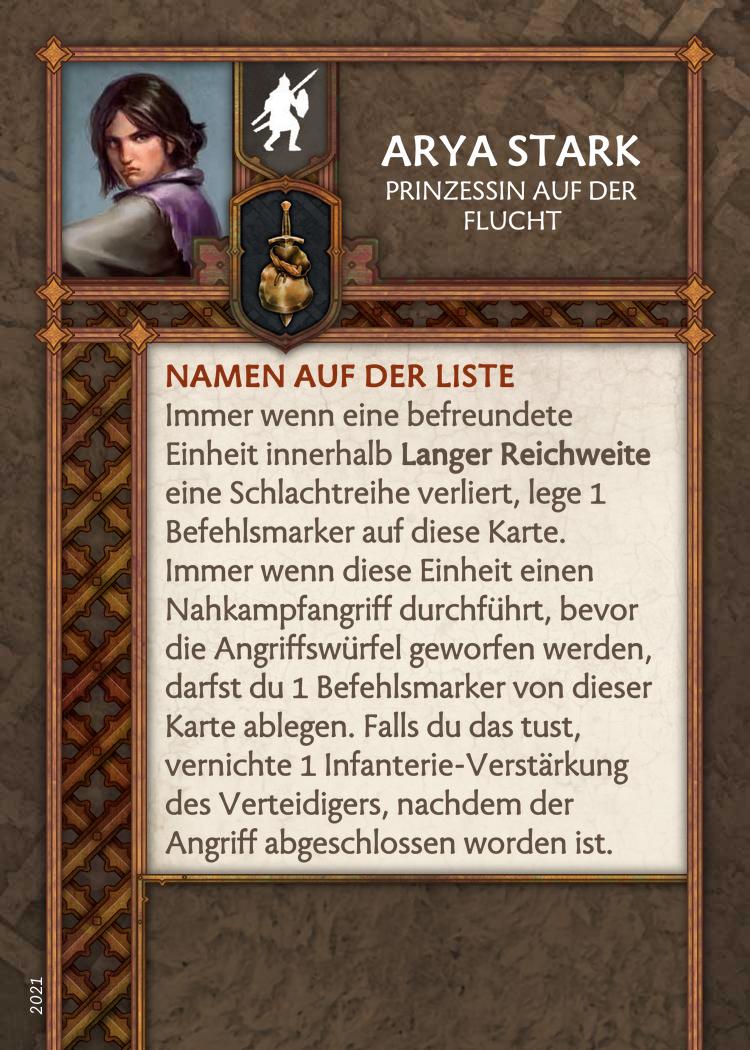 ARYA STARK
PRINZESSIN AUF DER
FLUCHT
NAMEN AUF DER LISTE
Immer wenn eine befreundete
Einheit innerhalb Langer Reichweite
eine Schlachtreihe verliert, lege 1
Befehlsmarker auf diese Karte.
Immer wenn diese Einheit einen
Nahkampfangriff durchführt, bevor
die Angriffswürfel geworfen werden,
darfst du 1 Befehlsmarker von dieser
Karte ablegen. Falls du das tust,
vernichte 1 Infanterie-Verstärkung
des Verteidigers, nachdem der
Angriff abgeschlossen worden ist.
2021